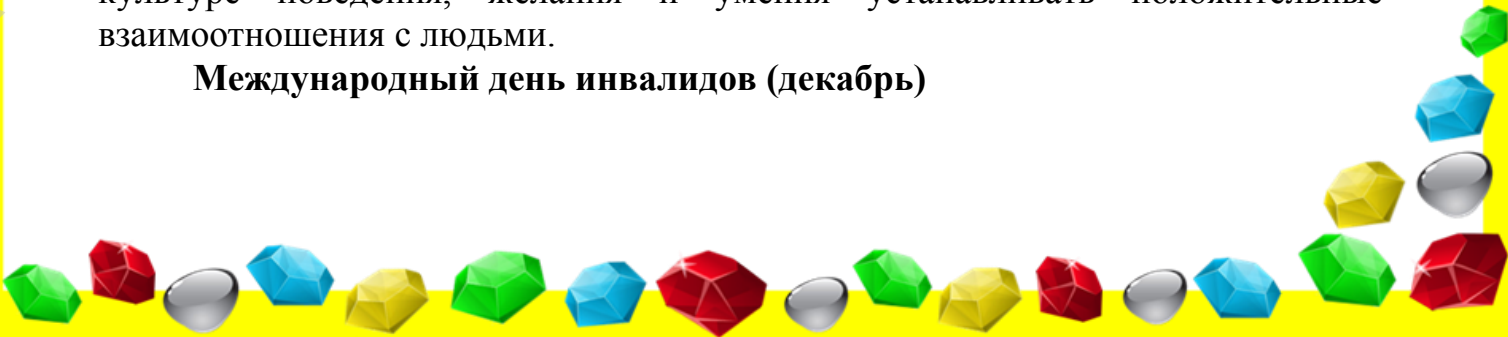 культуре поведения, желания и умения устанавливать положительные
взаимоотношения с людьми.
Международный день инвалидов (декабрь)